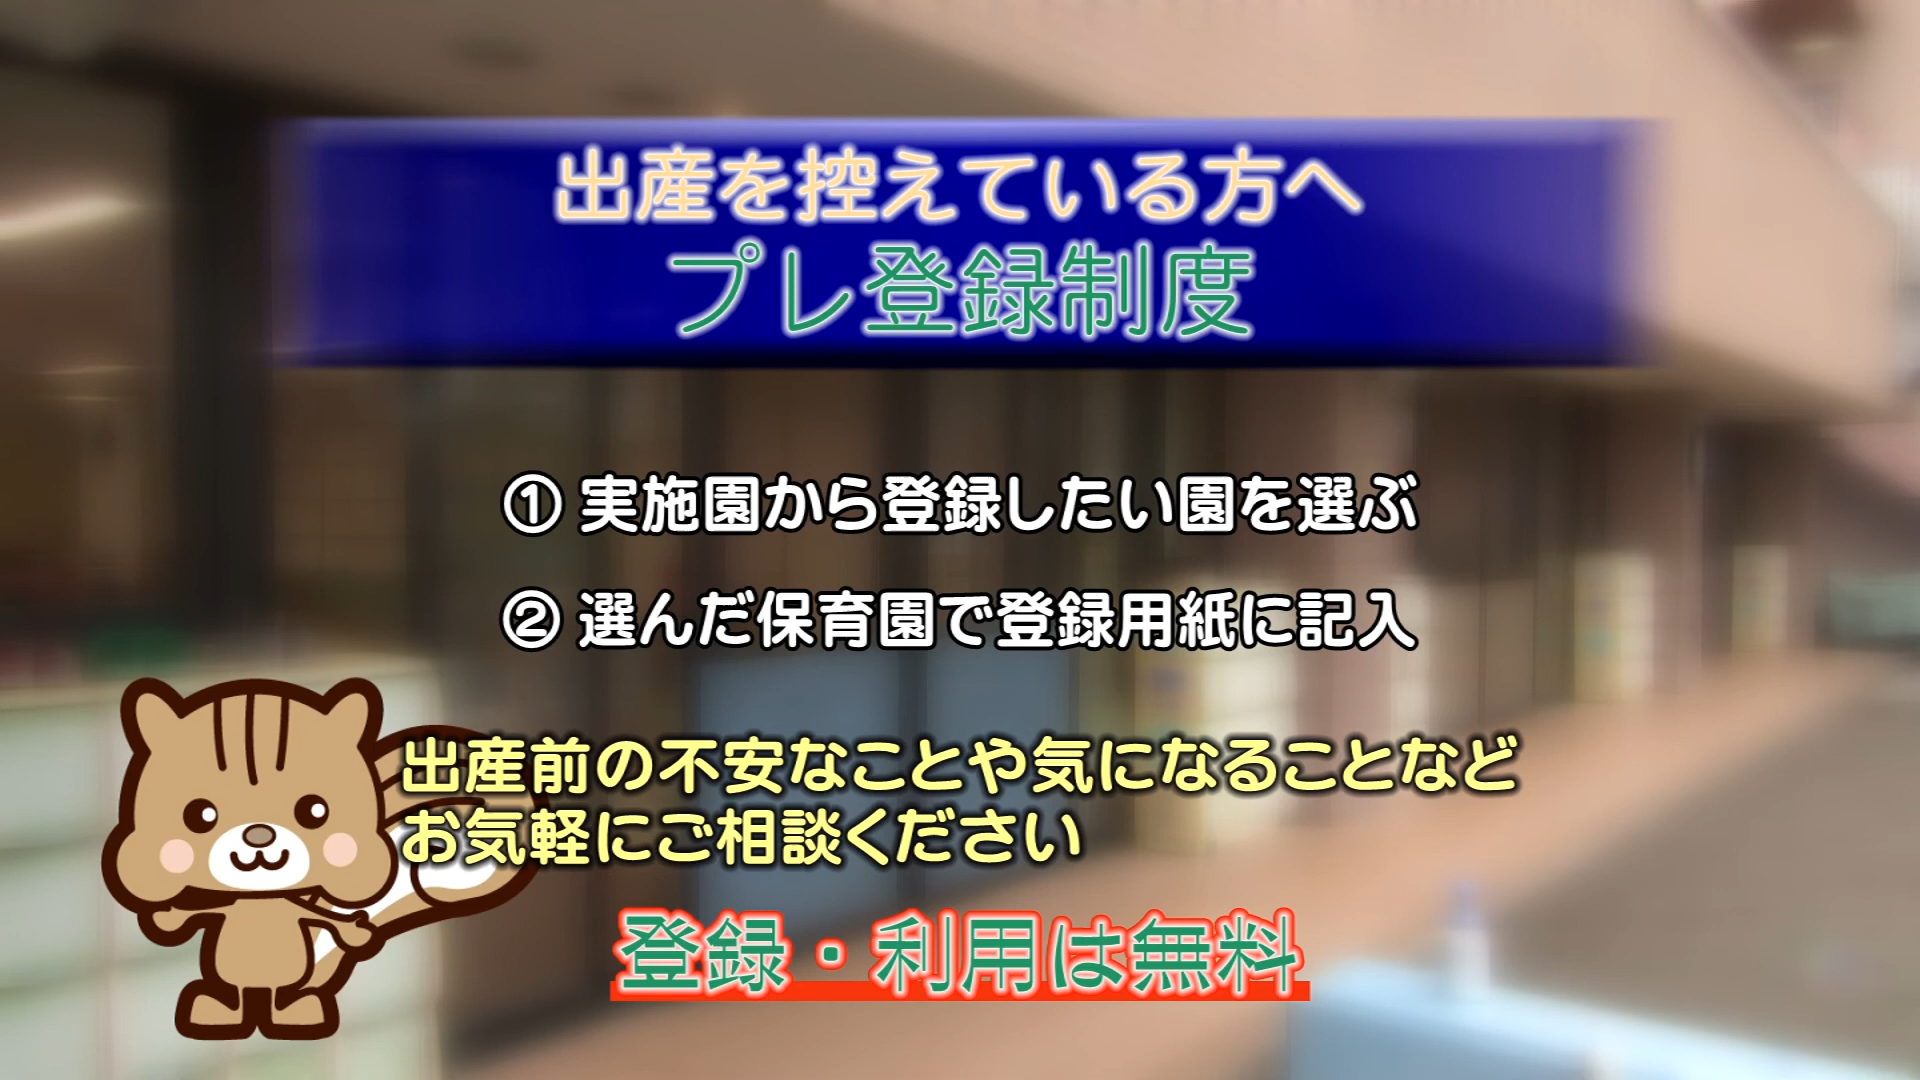 出産を控えている方へ
プレ登録制度
① 実施園から登録したい園を選ぶ
② 選んだ保育園で登録用紙に記入
出産前の不安なことや気になることなど
お気軽にご相談ください
登録・利用は無料